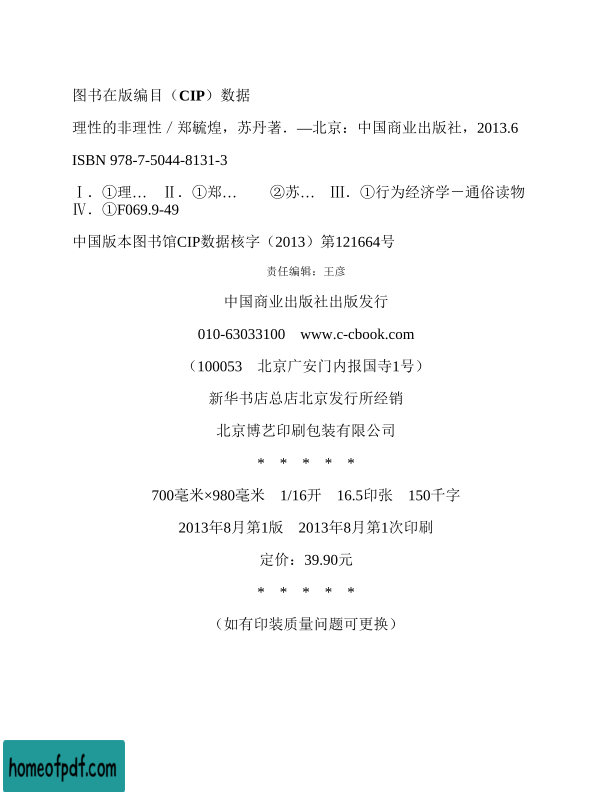 图书在版编目（CIP）数据
理性的非理性／郑毓煌，苏丹著．—北京：中国商业出版社，2013.6
ISBN 978-7-5044-8131-3
Ⅰ．①理… Ⅱ．①郑… ②苏… Ⅲ．①行为经济学－通俗读物
Ⅳ．①F069.9-49
中国版本图书馆CIP数据核字（2013）第121664号
责任编辑：王彦
中国商业出版社出版发行
010-63033100 www.c-cbook.com
（100053 北京广安门内报国寺1号）
新华书店总店北京发行所经销
北京博艺印刷包装有限公司
* * * * *
700毫米×980毫米 1/16开 16.5印张 150千字
2013年8月第1版 2013年8月第1次印刷
定价：39.90元
* * * * *
（如有印装质量问题可更换）
homeofpdf.com